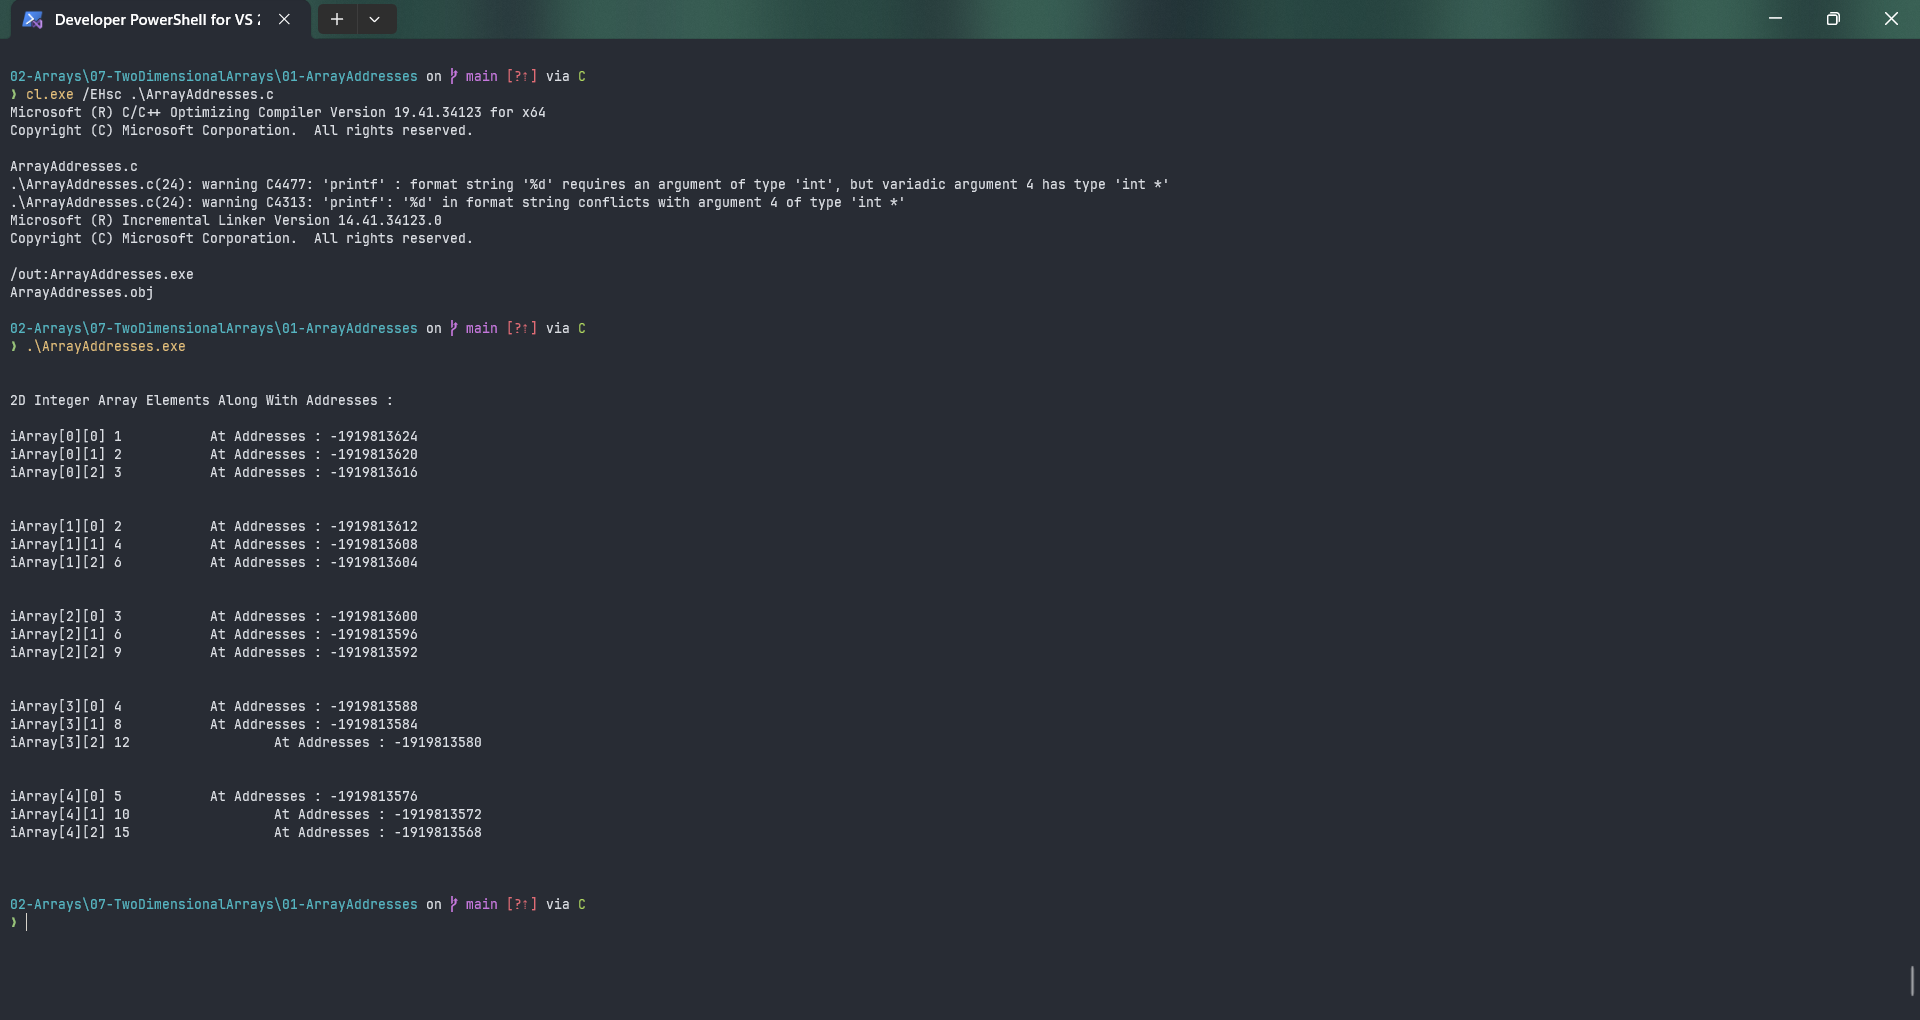 Developer PowerShell for VS 2
02-Arrays\07-TwoDimensionalArrays\01-ArrayAddresses on main [?↑] via C
❯ cl.exe /EHsc .\ArrayAddresses.c
Microsoft (R) C/C++ Optimizing Compiler Version 19.41.34123 for x64
Copyright (C) Microsoft Corporation.  All rights reserved.
ArrayAddresses.c
.\ArrayAddresses.c(24): warning C4477: 'printf' : format string '%d' requires an argument of type 'int', but variadic argument 4 has type 'int *'
.\ArrayAddresses.c(24): warning C4313: 'printf': '%d' in format string conflicts with argument 4 of type 'int *'
Microsoft (R) Incremental Linker Version 14.41.34123.0
Copyright (C) Microsoft Corporation.  All rights reserved.
/out:ArrayAddresses.exe
ArrayAddresses.obj
02-Arrays\07-TwoDimensionalArrays\01-ArrayAddresses on main [?↑] via C
❯ .\ArrayAddresses.exe
2D Integer Array Elements Along With Addresses :
iArray[0][0] 1 At Addresses : -1919813624
iArray[0][1] 2 At Addresses : -1919813620
iArray[0][2] 3 At Addresses : -1919813616
iArray[1][0] 2 At Addresses : -1919813612
iArray[1][1] 4 At Addresses : -1919813608
iArray[1][2] 6 At Addresses : -1919813604
iArray[2][0] 3 At Addresses : -1919813600
iArray[2][1] 6 At Addresses : -1919813596
iArray[2][2] 9 At Addresses : -1919813592
iArray[3][0] 4 At Addresses : -1919813588
iArray[3][1] 8 At Addresses : -1919813584
iArray[3][2] 12 At Addresses : -1919813580
iArray[4][0] 5 At Addresses : -1919813576
iArray[4][1] 10 At Addresses : -1919813572
iArray[4][2] 15 At Addresses : -1919813568
02-Arrays\07-TwoDimensionalArrays\01-ArrayAddresses on main [?↑] via C
❯